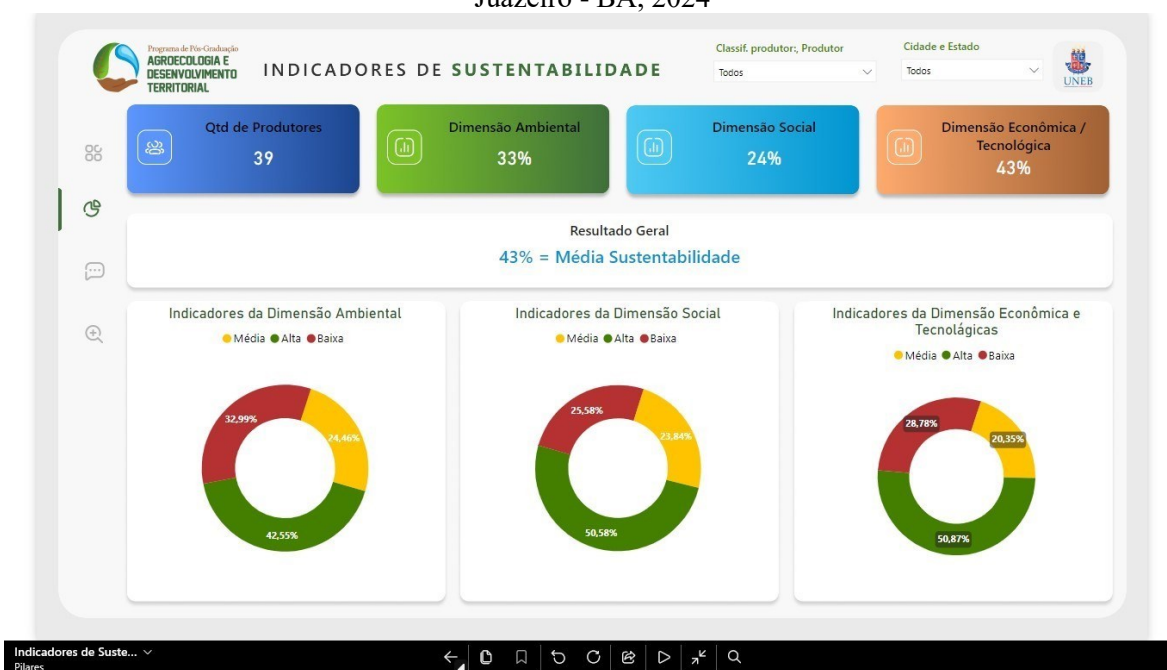 Juazeiro - BA, 2024
Programa de Pós-Graduação
AGROECOLOGIA E
DESENVOLVIMENTO
TERRITORIAL
INDICADORES DE SUSTENTABILIDADE
Classif. produtor:, Produtor
Todos
Cidade e Estado
Todos
UNEB
Qtd de Produtores
39
Dimensão Ambiental
33%
Dimensão Social
24%
Dimensão Econômica /
Tecnológica
43%
Resultado Geral
43% = Média Sustentabilidade
Indicadores da Dimensão Ambiental
Média Alta Baixa
32,99%
24,46%
42,55%
Indicadores da Dimensão Social
Média Alta Baixa
25,58%
23,84%
50,58%
Indicadores da Dimensão Econômica e
Tecnolágicas
Média Alta Baixa
28,78%
20,35%
50,87%
Indicadores de Suste...
Pilares